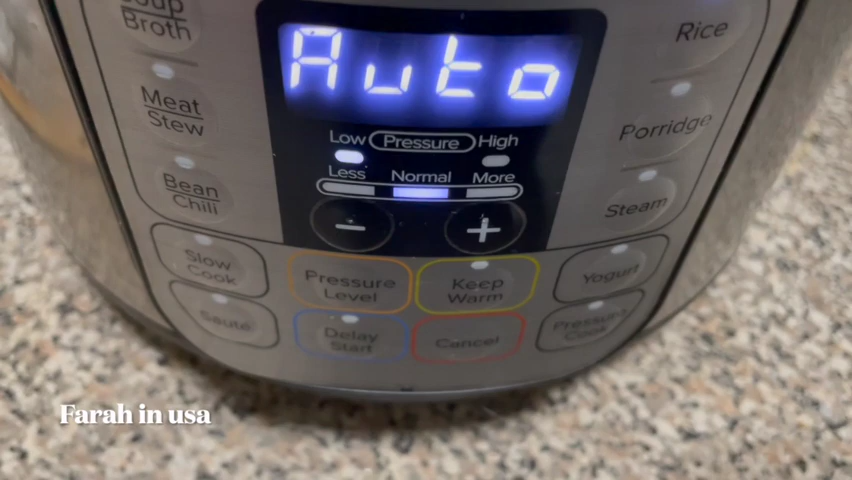 Soup
Broth
Meat
Stew
Bean
Chili
Slow
Cook
Sauté
Auto
Low Pressure High
Less Normal More
− +
Pressure
Level
Keep
Warm
Delay
Start
Cancel
Rice
Porridge
Steam
Yogurt
Pressure
Cook
Farah in usa